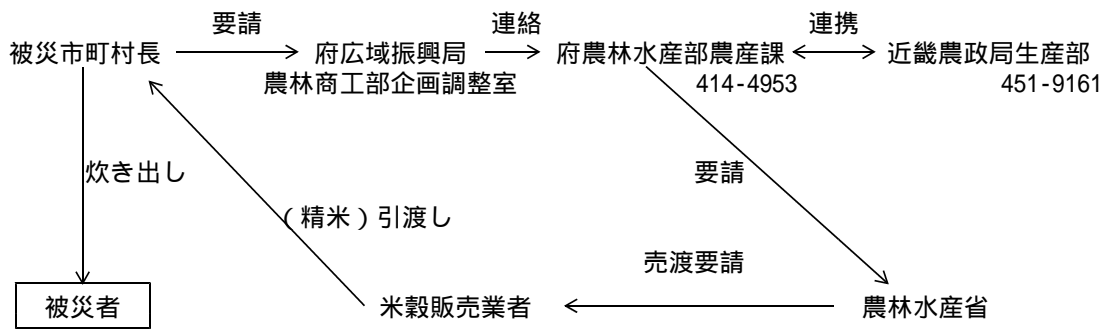 要請
連絡
連携
被災市町村長
府広域振興局
府農林水産部農産課
近畿農政局生産部
農林商工部企画調整室
414-4953
451-9161
炊き出し
要請
(精米)引渡し
売渡要請
被災者
米穀販売業者
農林水産省